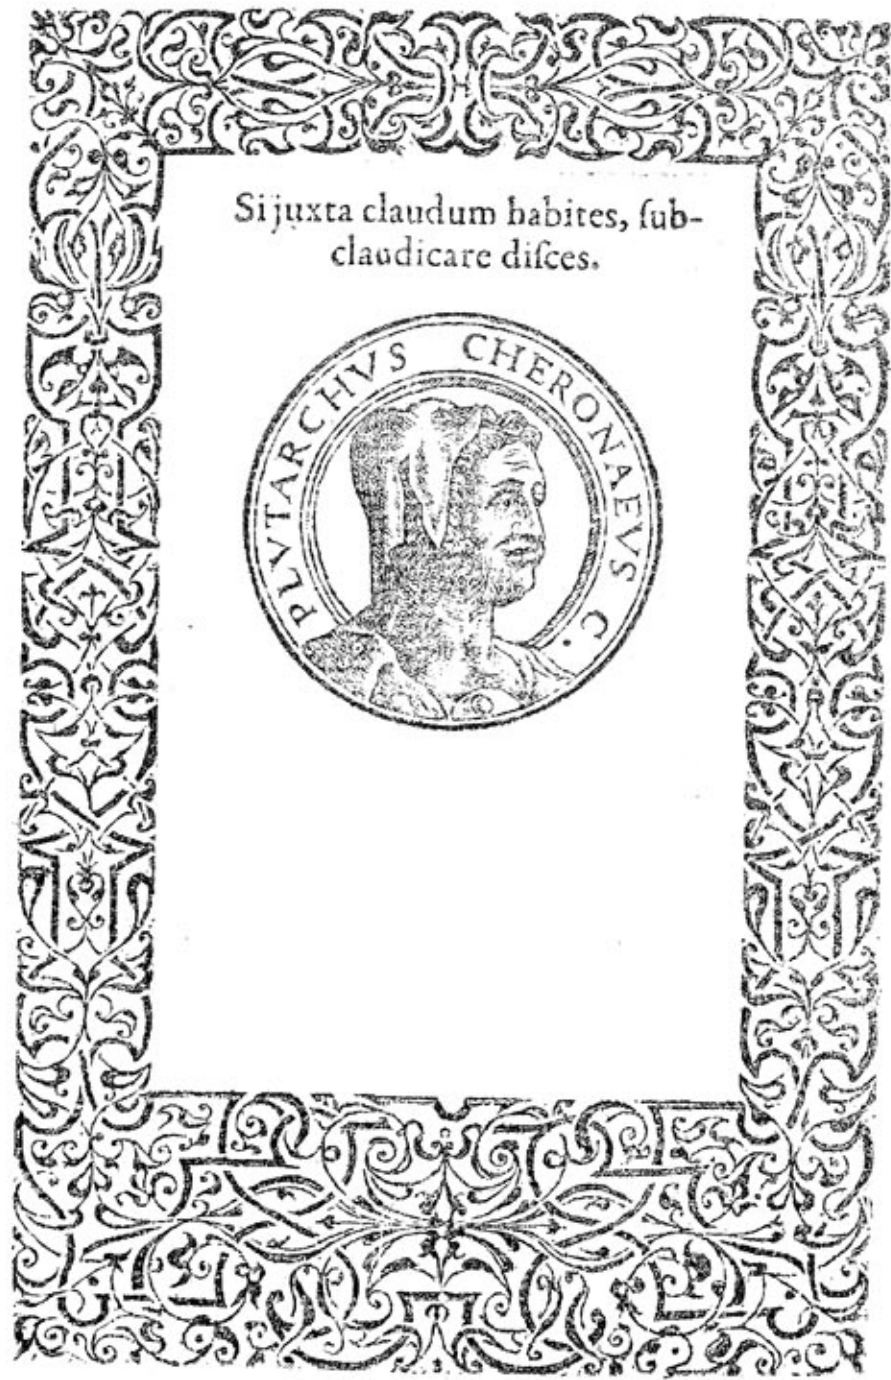 Si juxta claudum habites, ſub-
claudicare diſces.
PLVTARCHVS CHERONAEVS C.